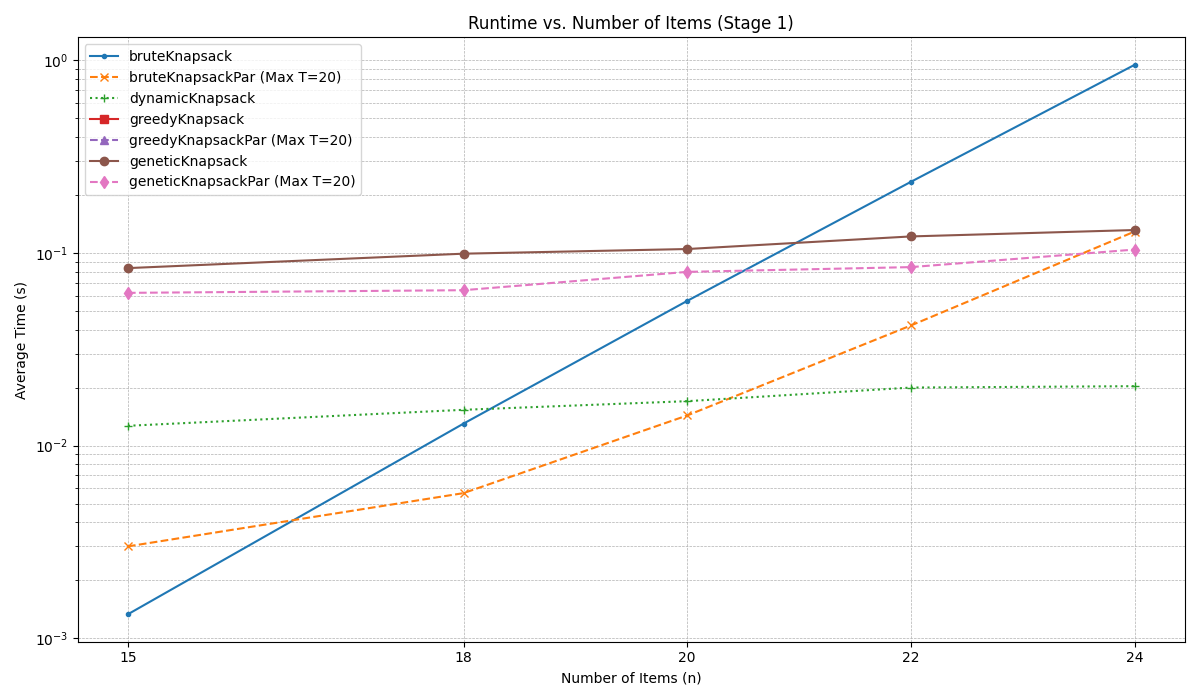 Runtime vs. Number of Items (Stage 1)
bruteKnapsack
bruteKnapsackPar (Max T=20)
dynamicKnapsack
greedyKnapsack
greedyKnapsackPar (Max T=20)
geneticKnapsack
geneticKnapsackPar (Max T=20)
Average Time (s)
10⁰
10⁻¹
10⁻²
10⁻³
15 18 20 22 24
Number of Items (n)